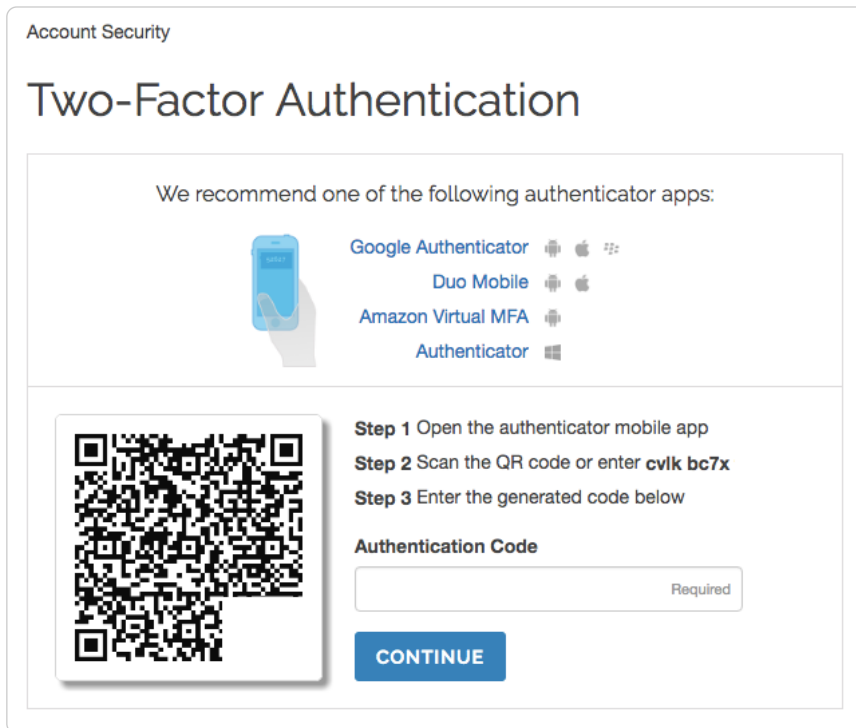 Account Security
Two-Factor Authentication
We recommend one of the following authenticator apps:
Google Authenticator
Duo Mobile
Amazon Virtual MFA
Authenticator
Step 1 Open the authenticator mobile app
Step 2 Scan the QR code or enter cvlk bc7x
Step 3 Enter the generated code below
Authentication Code
Required
CONTINUE